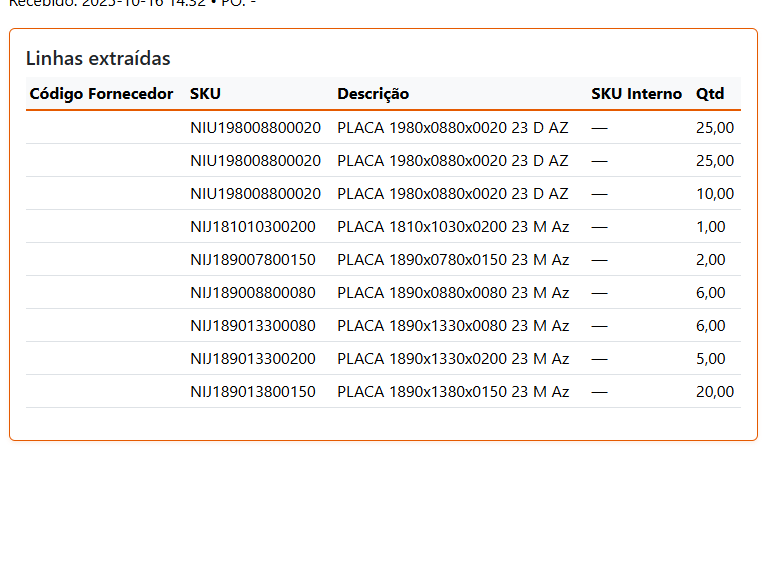 Recebido: 2025-10-16 14:32 • PO: -
Linhas extraídas
Código Fornecedor SKU Descrição SKU Interno Qtd
NIU198008800020 PLACA 1980x0880x0020 23 D AZ — 25,00
NIU198008800020 PLACA 1980x0880x0020 23 D AZ — 25,00
NIU198008800020 PLACA 1980x0880x0020 23 D AZ — 10,00
NIJ181010300200 PLACA 1810x1030x0200 23 M Az — 1,00
NIJ189007800150 PLACA 1890x0780x0150 23 M Az — 2,00
NIJ189008800080 PLACA 1890x0880x0080 23 M Az — 6,00
NIJ189013300080 PLACA 1890x1330x0080 23 M Az — 6,00
NIJ189013300200 PLACA 1890x1330x0200 23 M Az — 5,00
NIJ189013800150 PLACA 1890x1380x0150 23 M Az — 20,00